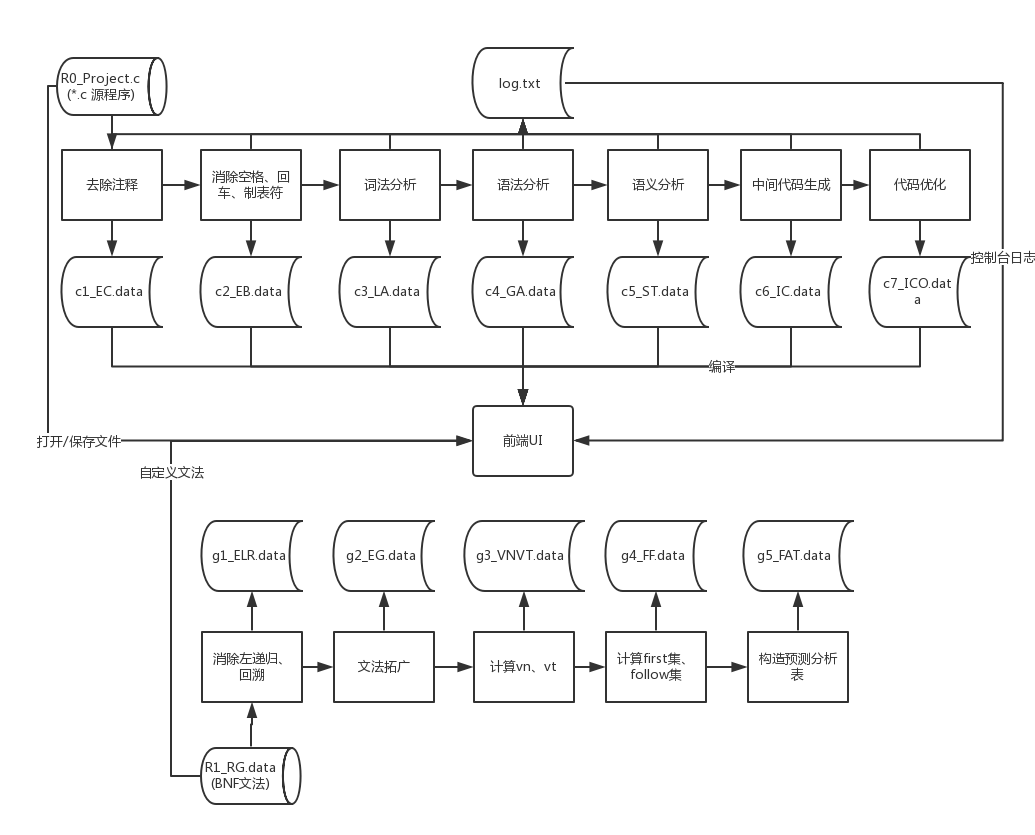 R0_Project.c
(*.c 源程序)
log.txt
去除注释
消除空格、回
车、制表符
词法分析
语法分析
语义分析
中间代码生成
代码优化
控制台日志
c1_EC.data
c2_EB.data
c3_LA.data
c4_GA.data
c5_ST.data
c6_IC.data
c7_ICO.dat
a
编译
前端UI
打开/保存文件
自定义文法
g1_ELR.data
g2_EG.data
g3_VNVT.data
g4_FF.data
g5_FAT.data
消除左递归、
回溯
文法拓广
计算vn、vt
计算first集、
follow集
构造预测分析
表
R1_RG.data
(BNF文法)